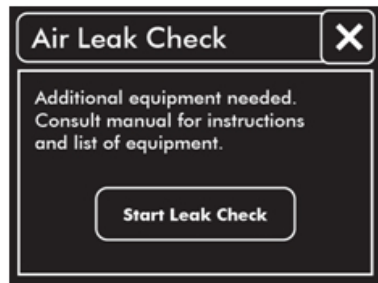 Air Leak Check
Additional equipment needed.
Consult manual for instructions
and list of equipment.
Start Leak Check